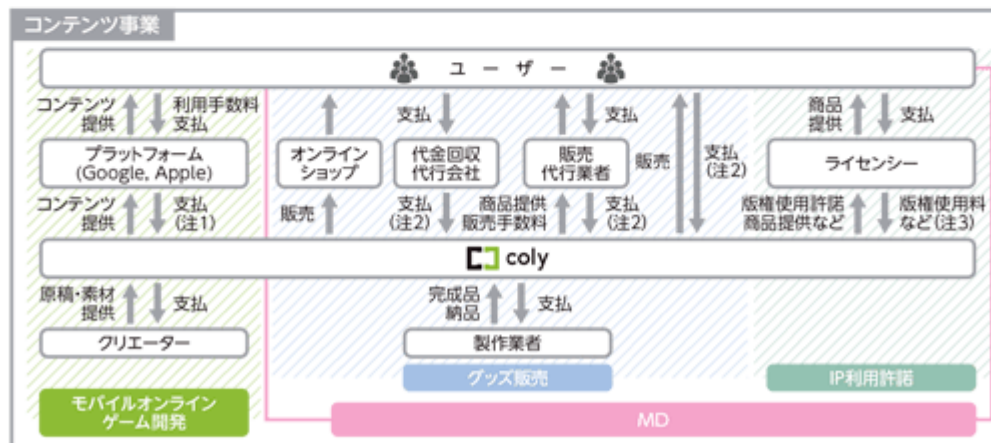 コンテンツ事業
ユーザー
コンテンツ
提供
利用手数料
支払
支払
支払
販売
支払
(注2)
商品
提供
支払
プラットフォーム
(Google, Apple)
オンライン
ショップ
代金回収
代行会社
販売
代行業者
ライセンシー
コンテンツ
提供
支払
(注1)
販売
支払
(注2)
商品提供
販売手数料
支払
(注2)
版権使用許諾
商品提供など
版権使用料
など(注3)
coly
原稿・素材
提供
支払
完成品
納品
支払
クリエーター
製作業者
グッズ販売
IP利用許諾
モバイルオンライン
ゲーム開発
MD